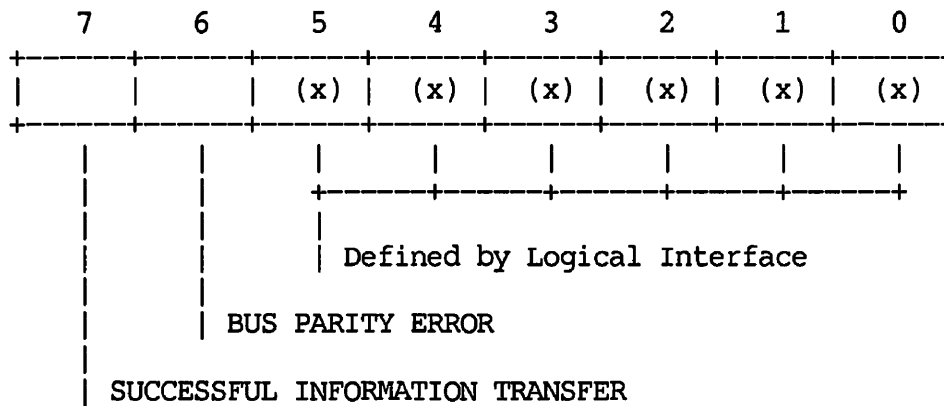 7 6 5 4 3 2 1 0
(x) (x) (x) (x) (x) (x)
Defined by Logical Interface
BUS PARITY ERROR
SUCCESSFUL INFORMATION TRANSFER